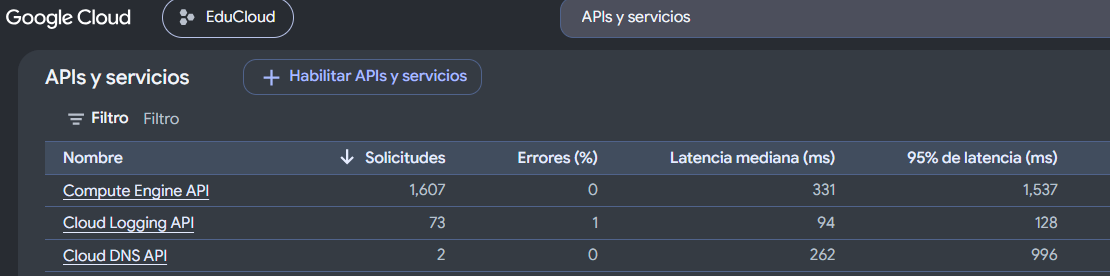 Google Cloud EduCloud APIs y servicios
APIs y servicios + Habilitar APIs y servicios
Filtro Filtro
Nombre ↓ Solicitudes Errores (%) Latencia mediana (ms) 95% de latencia (ms)
Compute Engine API 1,607 0 331 1,537
Cloud Logging API 73 1 94 128
Cloud DNS API 2 0 262 996